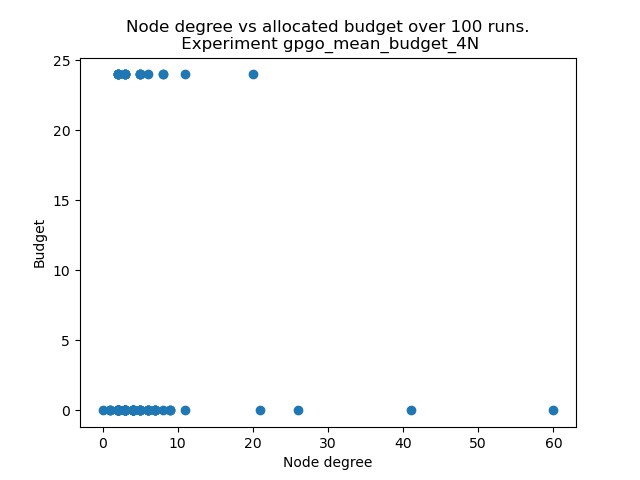 Node degree vs allocated budget over 100 runs.
Experiment gpgo_mean_budget_4N
25
20
15
10
5
0
Budget
0 10 20 30 40 50 60
Node degree